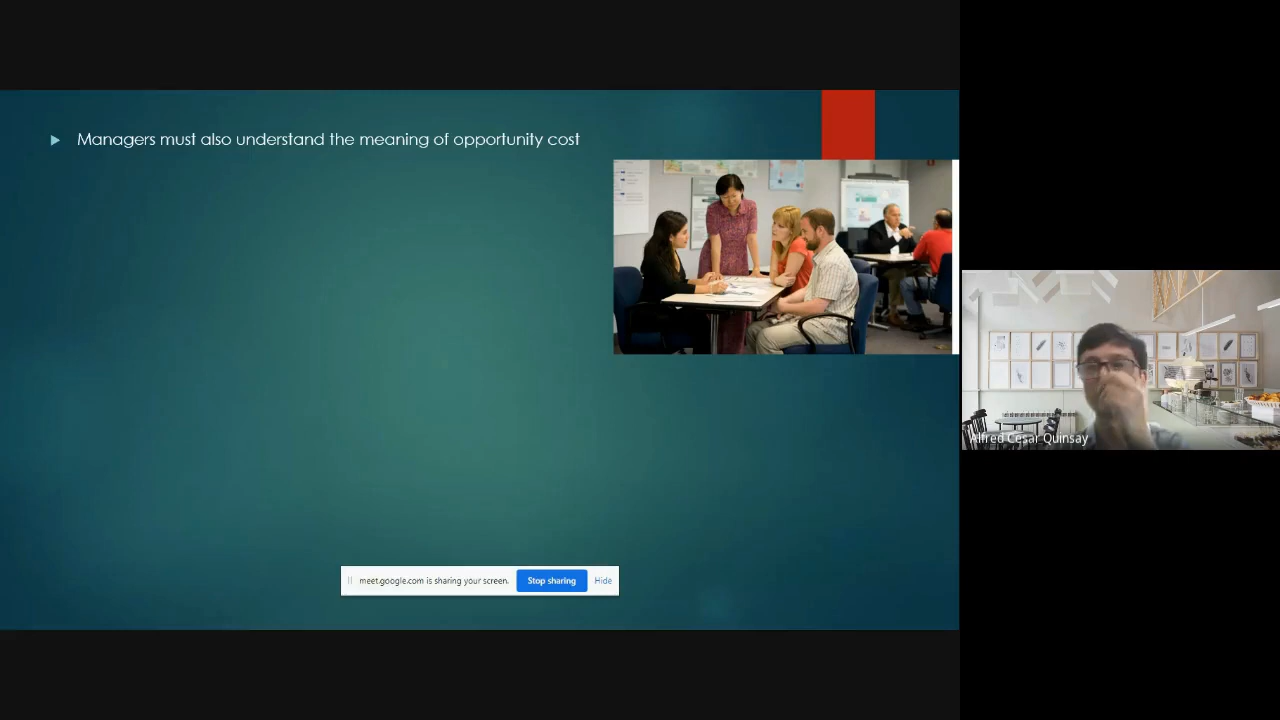 Managers must also understand the meaning of opportunity cost
meet.google.com is sharing your screen.
Stop sharing
Hide
Alfred Cesar Quinsay